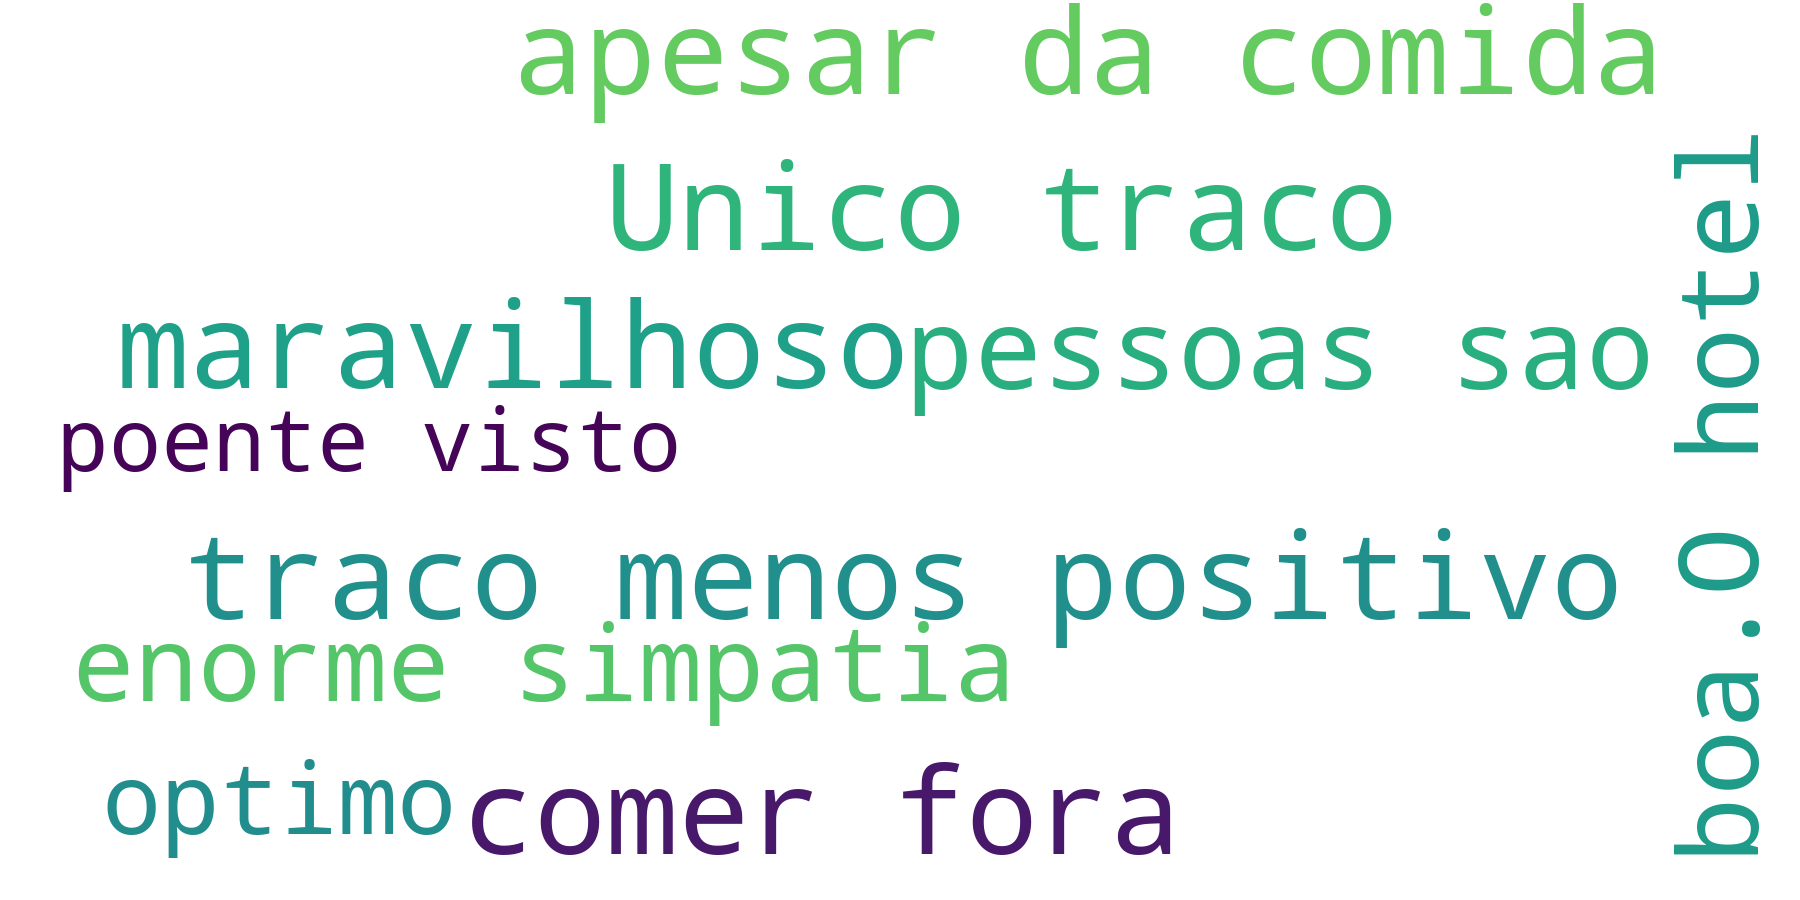 apesar da comida
Unico traco
maravilhoso
pessoas sao
poente visto
traco menos positivo
enorme simpatia
optimo
comer fora
boa.O hotel